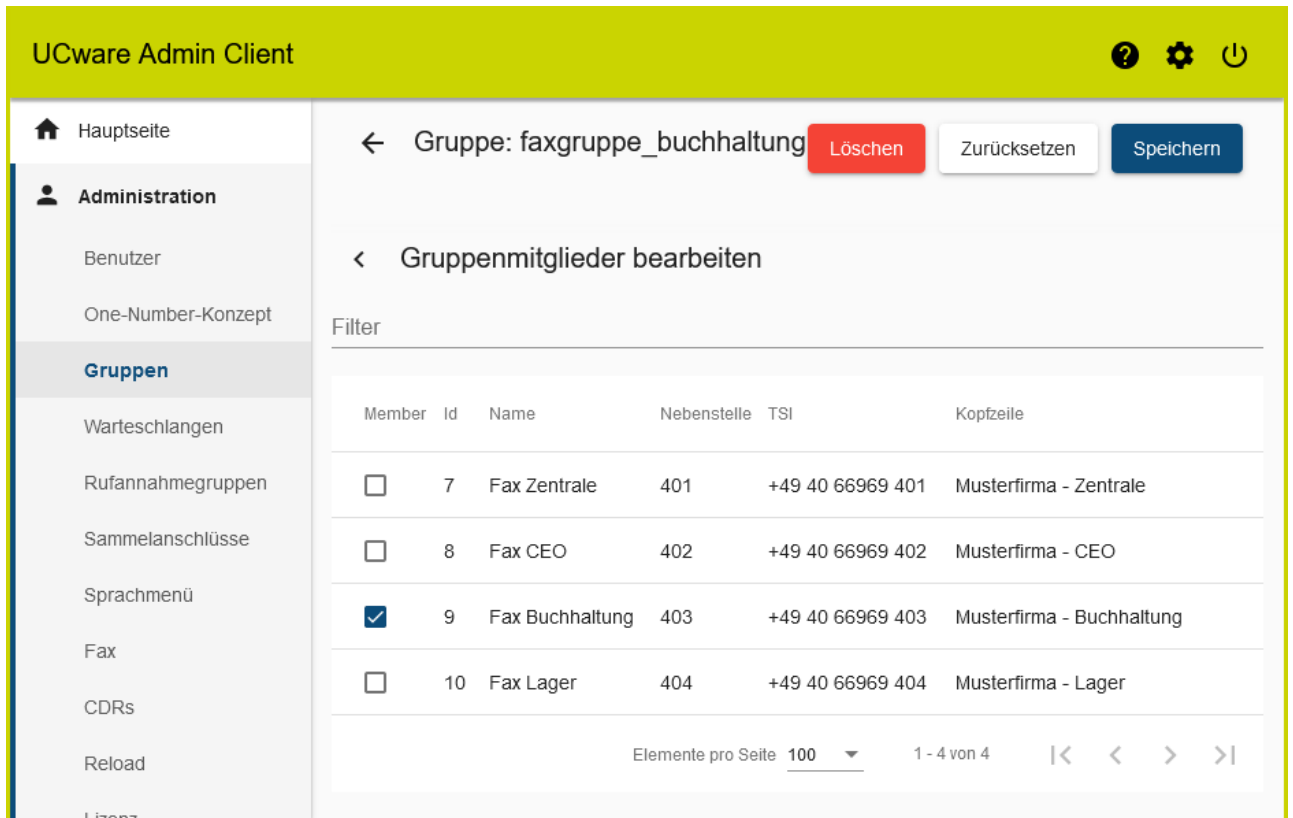 UCware Admin Client
Hauptseite
Administration
Benutzer
One-Number-Konzept
Gruppen
Warteschlangen
Rufannahmegruppen
Sammelanschlüsse
Sprachmenü
Fax
CDRs
Reload
Lizenz
Gruppe: faxgruppe_buchhaltung Löschen Zurücksetzen Speichern
Gruppenmitglieder bearbeiten
Filter
Member Id Name Nebenstelle TSI Kopfzeile
7 Fax Zentrale 401 +49 40 66969 401 Musterfirma - Zentrale
8 Fax CEO 402 +49 40 66969 402 Musterfirma - CEO
9 Fax Buchhaltung 403 +49 40 66969 403 Musterfirma - Buchhaltung
10 Fax Lager 404 +49 40 66969 404 Musterfirma - Lager
Elemente pro Seite 100 1 - 4 von 4